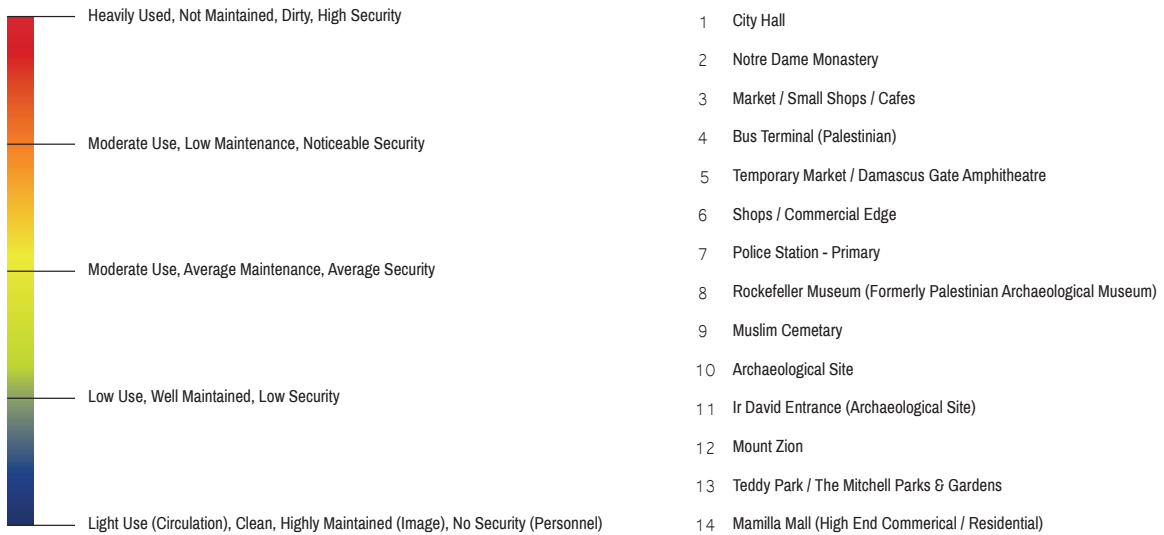 Heavily Used, Not Maintained, Dirty, High Security
Moderate Use, Low Maintenance, Noticeable Security
Moderate Use, Average Maintenance, Average Security
Low Use, Well Maintained, Low Security
Light Use (Circulation), Clean, Highly Maintained (Image), No Security (Personnel)
1 City Hall
2 Notre Dame Monastery
3 Market / Small Shops / Cafes
4 Bus Terminal (Palestinian)
5 Temporary Market / Damascus Gate Amphitheatre
6 Shops / Commercial Edge
7 Police Station - Primary
8 Rockefeller Museum (Formerly Palestinian Archaeological Museum)
9 Muslim Cemetary
10 Archaeological Site
11 Ir David Entrance (Archaeological Site)
12 Mount Zion
13 Teddy Park / The Mitchell Parks & Gardens
14 Mamilla Mall (High End Commerical / Residential)